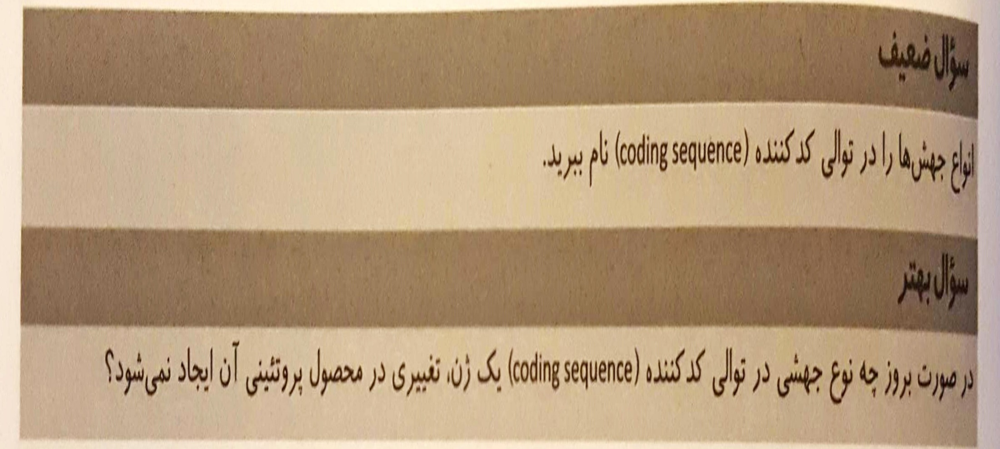 سؤال ضعیف
انواع جهش‌ها را در توالی کد کننده (coding sequence) نام ببرید.
سؤال بهتر
در صورت بروز چه نوع جهشی در توالی کد کننده (coding sequence) یک ژن، تغییری در محصول پروتئینی آن ایجاد نمی‌شود؟